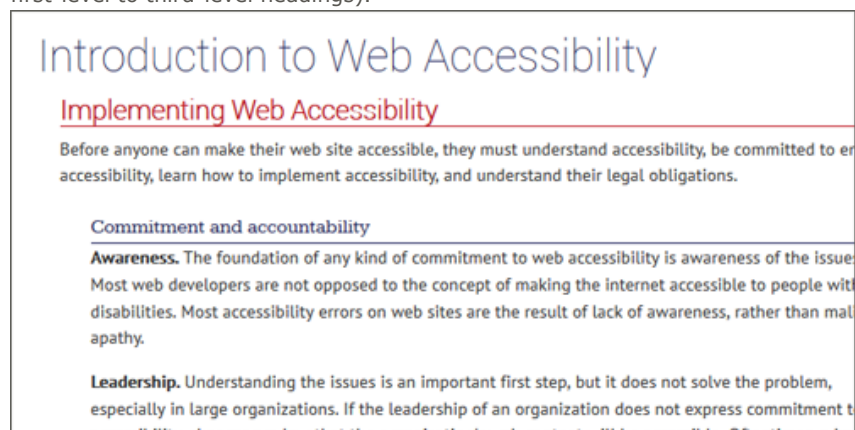 first-level to third-level headings).
Introduction to Web Accessibility
Implementing Web Accessibility
Before anyone can make their web site accessible, they must understand accessibility, be committed to
accessibility, learn how to implement accessibility, and understand their legal obligations.
Commitment and accountability
Awareness. The foundation of any kind of commitment to web accessibility is awareness of the
Most web developers are not opposed to the concept of making the internet accessible to people
disabilities. Most accessibility errors on web sites are the result of lack of awareness, rather than
apathy.
Leadership. Understanding the issues is an important first step, but it does not solve the problem,
especially in large organizations. If the leadership of an organization does not express commitment